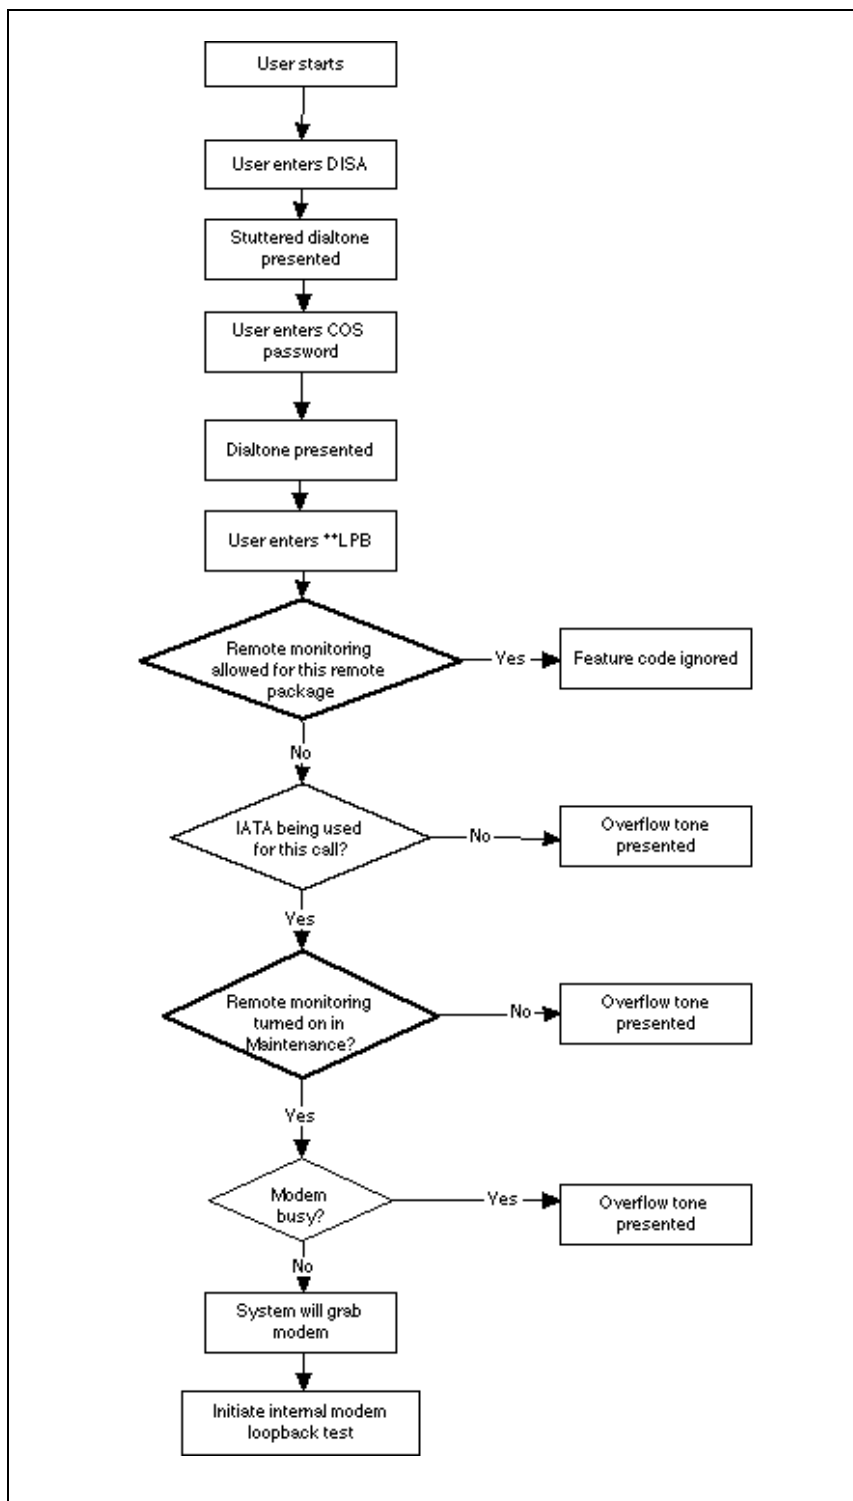 User starts
User enters DISA
Stuttered dialtone
presented
User enters COS
password
Dialtone presented
User enters **LPB
Remote monitoring
allowed for this remote
package
Yes
Feature code ignored
No
IATA being used
for this call?
No
Overflow tone
presented
Yes
Remote monitoring
turned on in
Maintenance?
No
Overflow tone
presented
Yes
Modem
busy?
Yes
Overflow tone
presented
No
System will grab
modem
Initiate internal modem
loopback test